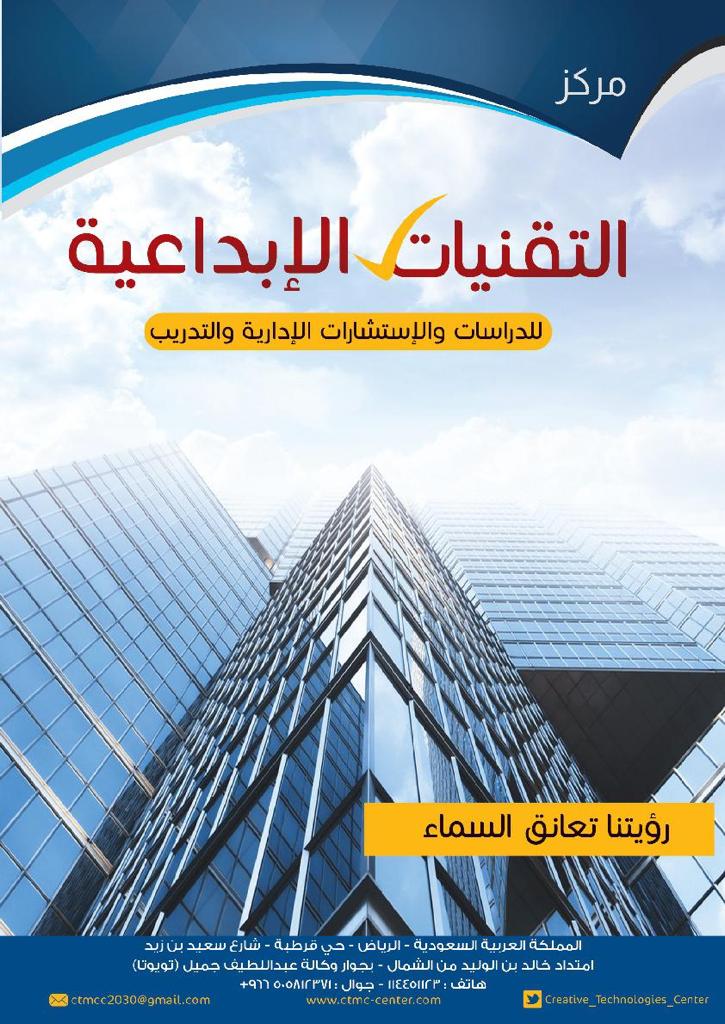 مركز
التقنيات الإبداعية
للدراسات والإستشارات الإدارية والتدريب
رؤيتنا تعانق السماء
المملكة العربية السعودية - الرياض - حي قرطبة - شارع سعيد بن زيد
امتداد خالد بن الوليد من الشمال - بجوار وكالة عبداللطيف جميل (تويوتا)
هاتف : ٠١١٤٤٥١١٢٣ - جوال : ٥٠٥٨١٢٣٧١ ٩٦٦+
ctmcc2030@gmail.com www.ctmc-center.com Creative_Technologies_Center